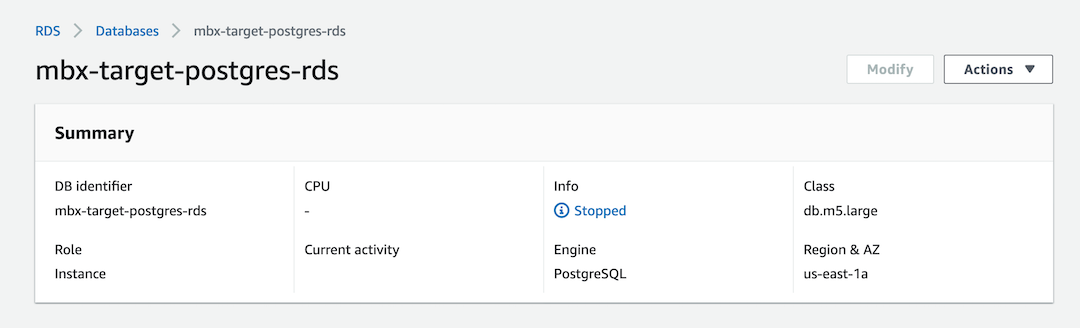 RDS > Databases > mbx-target-postgres-rds
mbx-target-postgres-rds
Modify
Actions
Summary
DB identifier
mbx-target-postgres-rds
CPU
-
Info
Stopped
Class
db.m5.large
Role
Instance
Current activity
Engine
PostgreSQL
Region & AZ
us-east-1a